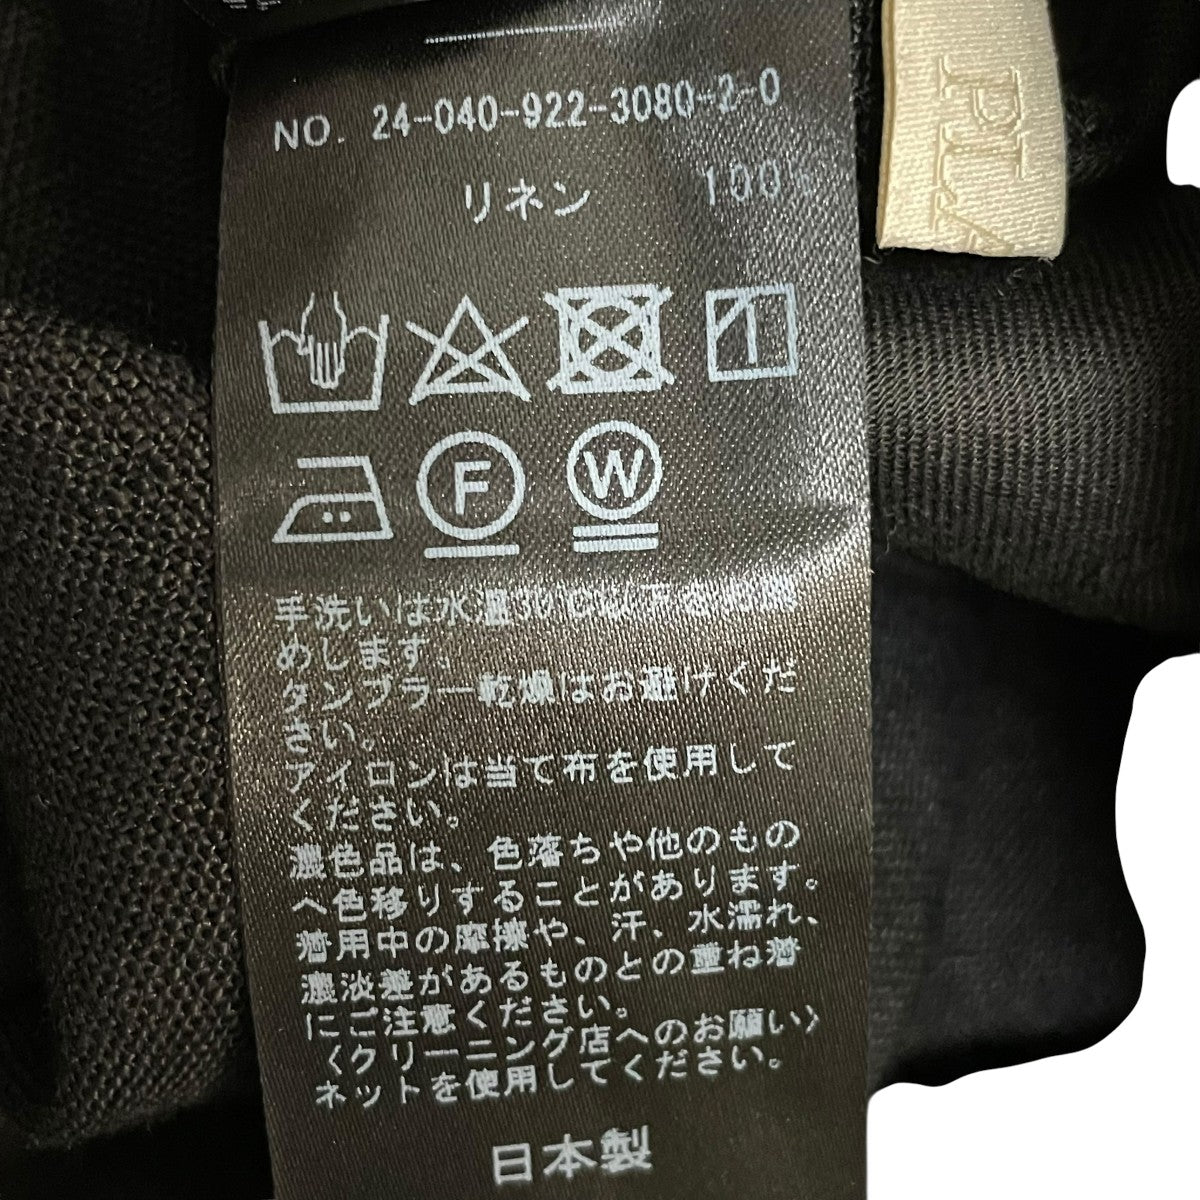 NO. 24-040-922-3080-2-0
リネン 100%
F
W
手洗いは水温30℃以下をお勧
めします。
タンブラー乾燥はお避けくだ
さい。
アイロンは当て布を使用して
ください。
濃色品は、色落ちや他のもの
へ色移りすることがあります。
着用中の摩擦や、汗、水濡れ、
濃淡差があるものとの重ね着
にご注意ください。
〈クリーニング店へのお願い〉
ネットを使用してください。
日本製
PLA